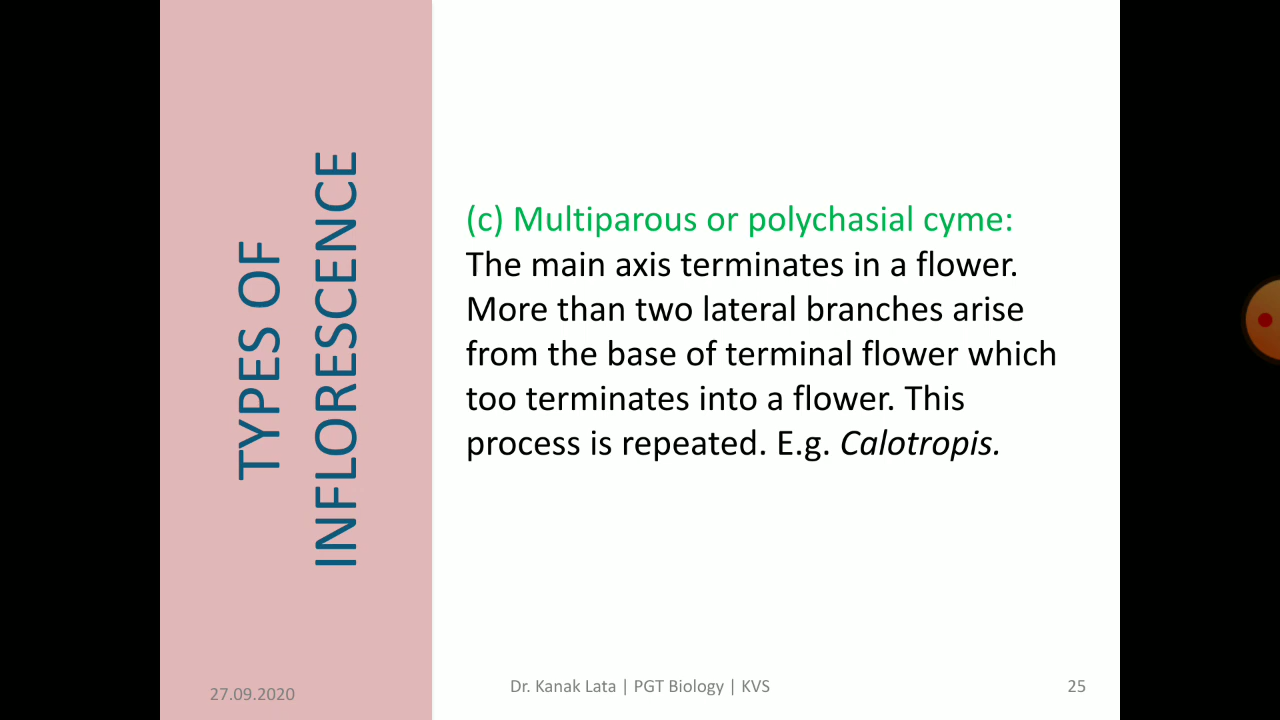 TYPES OF
INFLORESCENCE
(c) Multiparous or polychasial cyme:
The main axis terminates in a flower.
More than two lateral branches arise
from the base of terminal flower which
too terminates into a flower. This
process is repeated. E.g. Calotropis.
27.09.2020
Dr. Kanak Lata | PGT Biology | KVS
25